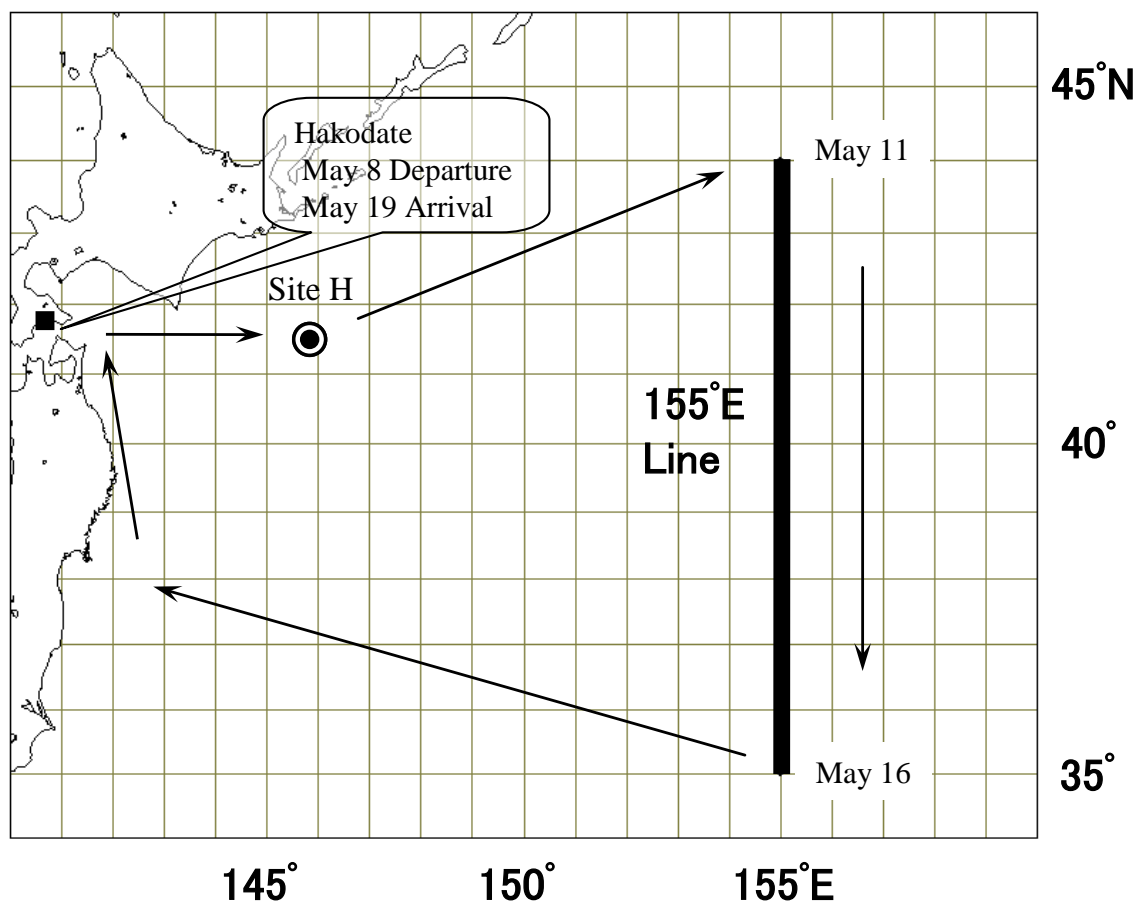 45°N
Hakodate
May 8 Departure
May 19 Arrival
May 11
Site H
155°E
Line
40°
May 16
35°
145°
150°
155°E